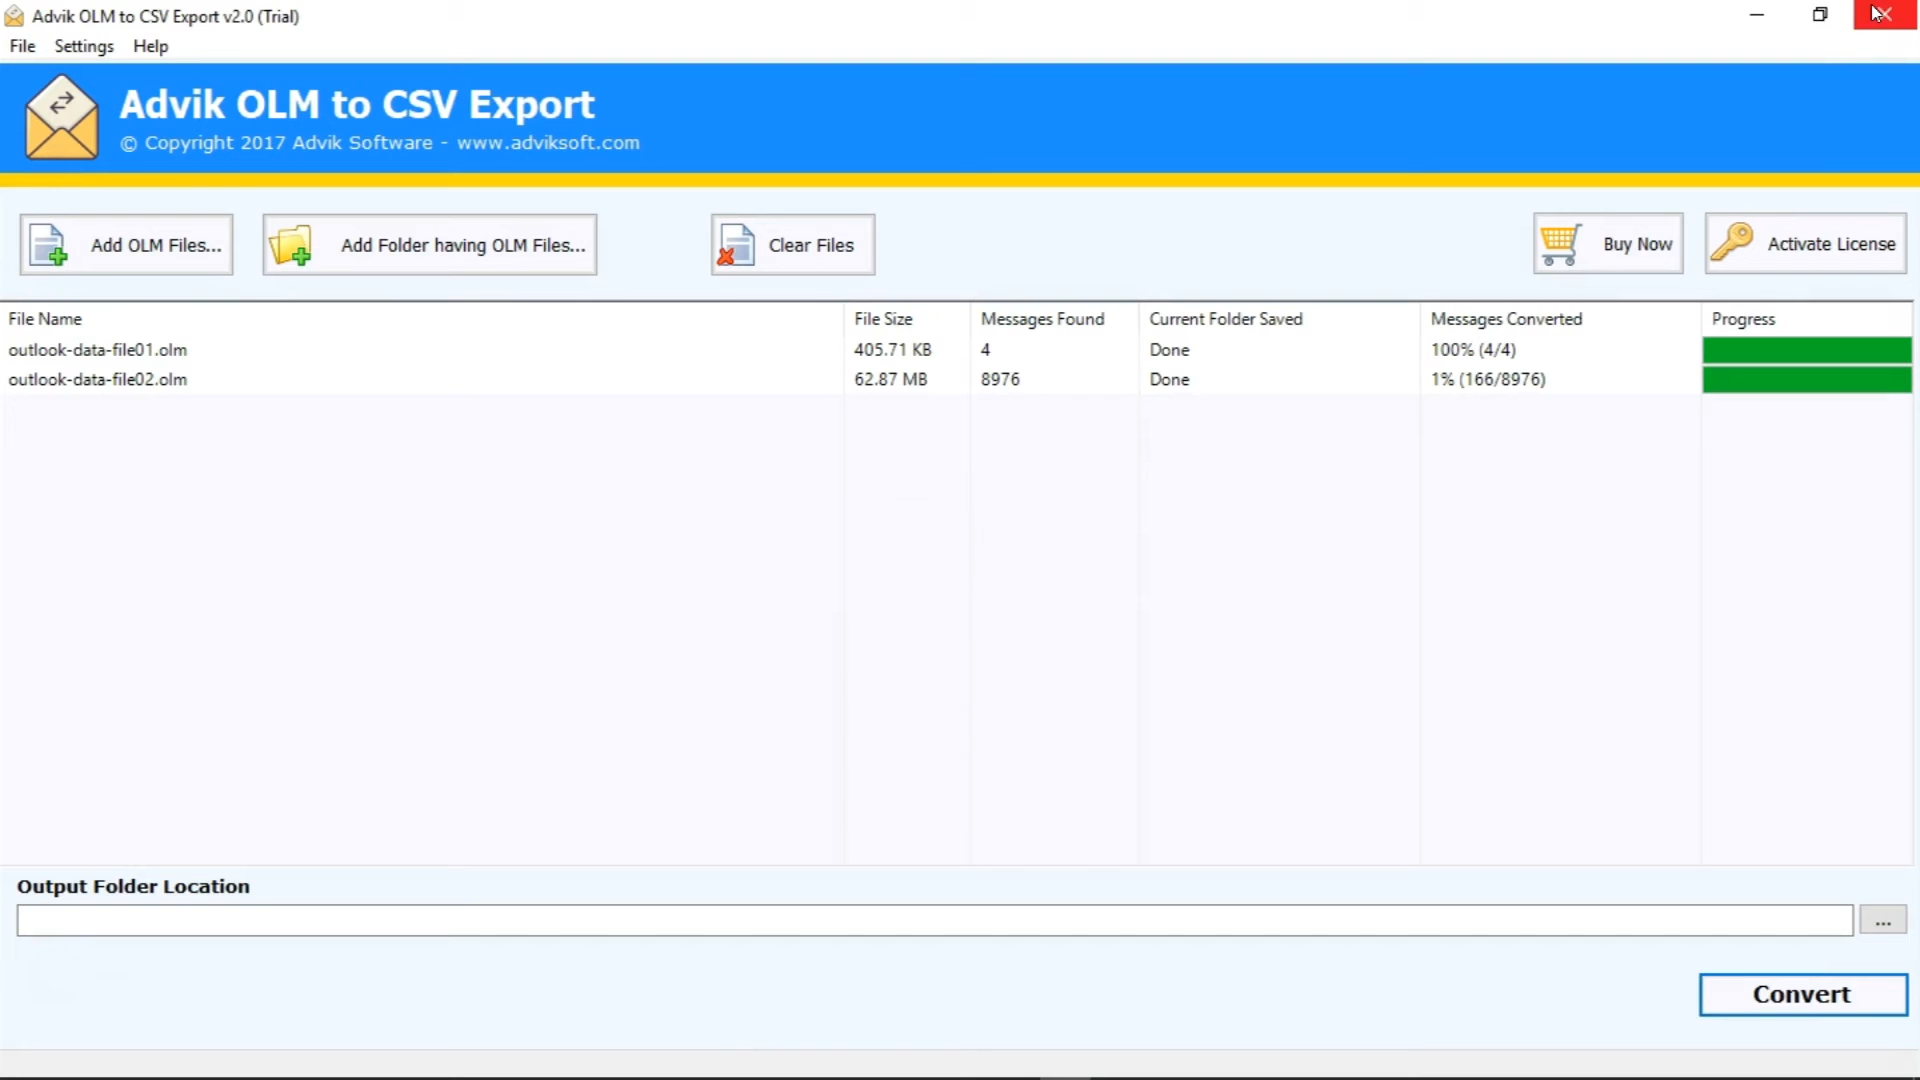 Advik OLM to CSV Export v2.0 (Trial)
File Settings Help
Advik OLM to CSV Export
© Copyright 2017 Advik Software - www.adviksoft.com
Add OLM Files... Add Folder having OLM Files... Clear Files Buy Now Activate License
File Name File Size Messages Found Current Folder Saved Messages Converted Progress
outlook-data-file01.olm 405.71 KB 4 Done 100% (4/4)
outlook-data-file02.olm 62.87 MB 8976 Done 1% (166/8976)
Output Folder Location
...
Convert